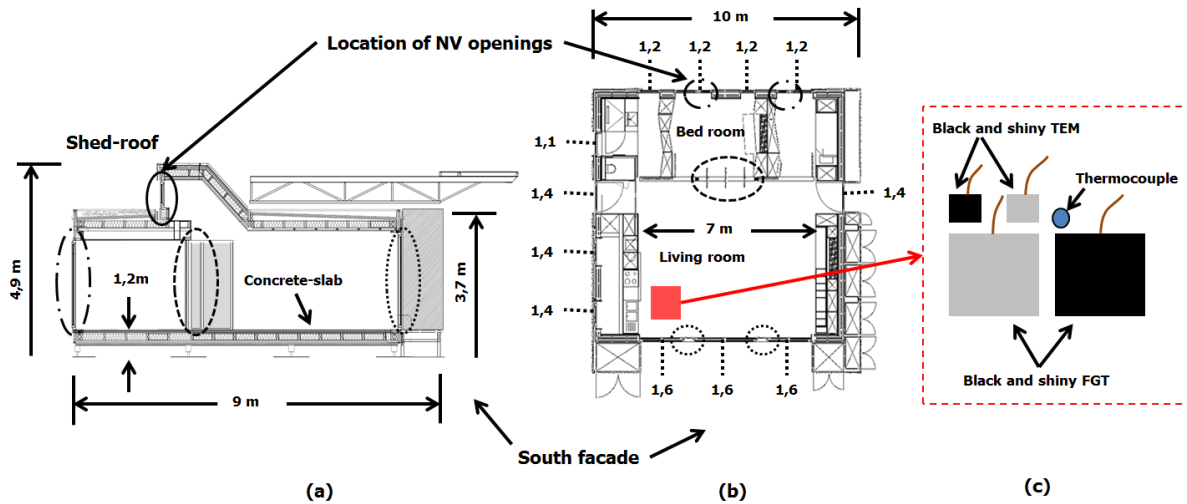 Location of NV openings
Shed-roof
4,9 m
1,2m
Concrete-slab
3,7 m
9 m
South facade
(a)
10 m
1,2
1,2
1,2
1,2
Bed room
1,1
1,4
1,4
7 m
Living room
1,4
1,4
1,6
1,6
1,6
(b)
Black and shiny TEM
Thermocouple
Black and shiny FGT
(c)